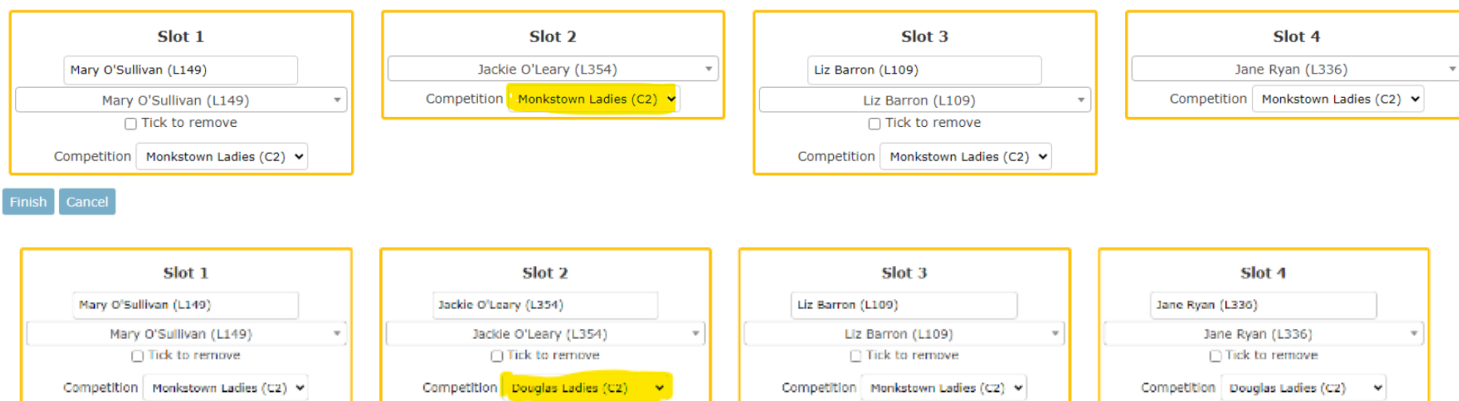 Slot 1
Slot 2
Slot 3
Slot 4
Mary O'Sullivan (L149)
Jackie O'Leary (L354)
Liz Barron (L109)
Jane Ryan (L336)
Mary O'Sullivan (L149)
Competition Monkstown Ladies (C2)
Liz Barron (L109)
Competition Monkstown Ladies (C2)
Tick to remove
Tick to remove
Competition Monkstown Ladies (C2)
Competition Monkstown Ladies (C2)
Finish Cancel
Slot 1
Slot 2
Slot 3
Slot 4
Mary O'Sullivan (L149)
Jackie O'Leary (L354)
Liz Barron (L109)
Jane Ryan (L336)
Mary O'Sullivan (L149)
Jackie O'Leary (L354)
Liz Barron (L109)
Jane Ryan (L336)
Tick to remove
Tick to remove
Tick to remove
Tick to remove
Competition Monkstown Ladies (C2)
Competition Douglas Ladies (C2)
Competition Monkstown Ladies (C2)
Competition Douglas Ladies (C2)